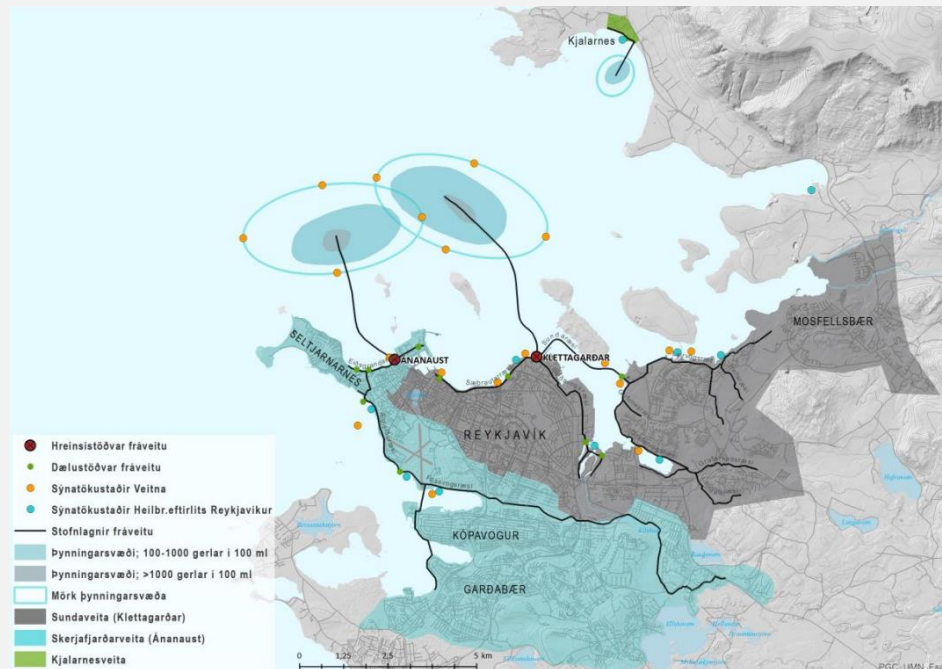 Kjalarnes
MOSFELLSBÆR
SELTJARNARNES
ÁNANAUST
KLETTAGARÐAR
REYKJAVÍK
KÓPAVOGUR
GARÐABÆR
Hreinsistöðvar fráveitu
Dælustöðvar fráveitu
Sýnatökustaðir Veitna
Sýnatökustaðir Heilbr.eftirlits Reykjavíkur
Stofnlagnir fráveitu
Þynningarsvæði; 100-1000 gerlar í 100 ml
Þynningarsvæði; >1000 gerlar í 100 ml
Mörk þynningarsvæða
Sundaveita (Klettagarðar)
Skerjafjarðarveita (Ánanaust)
Kjalarnesveita
0 1,25 2,5 5 km